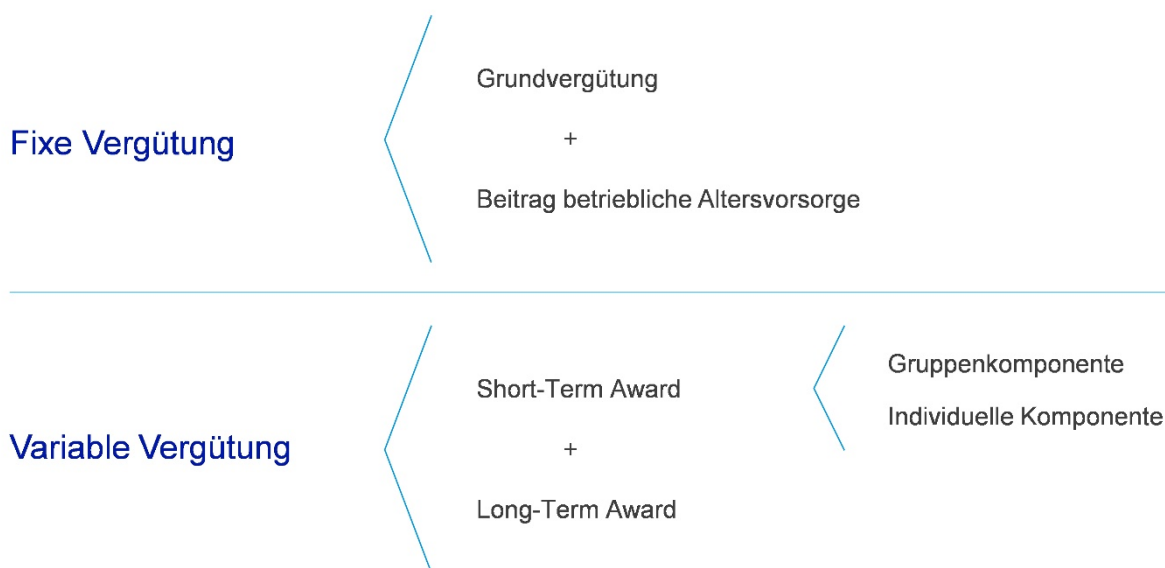 Fixe Vergütung
Grundvergütung
+
Beitrag betriebliche Altersvorsorge
Variable Vergütung
Short-Term Award
+
Long-Term Award
Gruppenkomponente
Individuelle Komponente